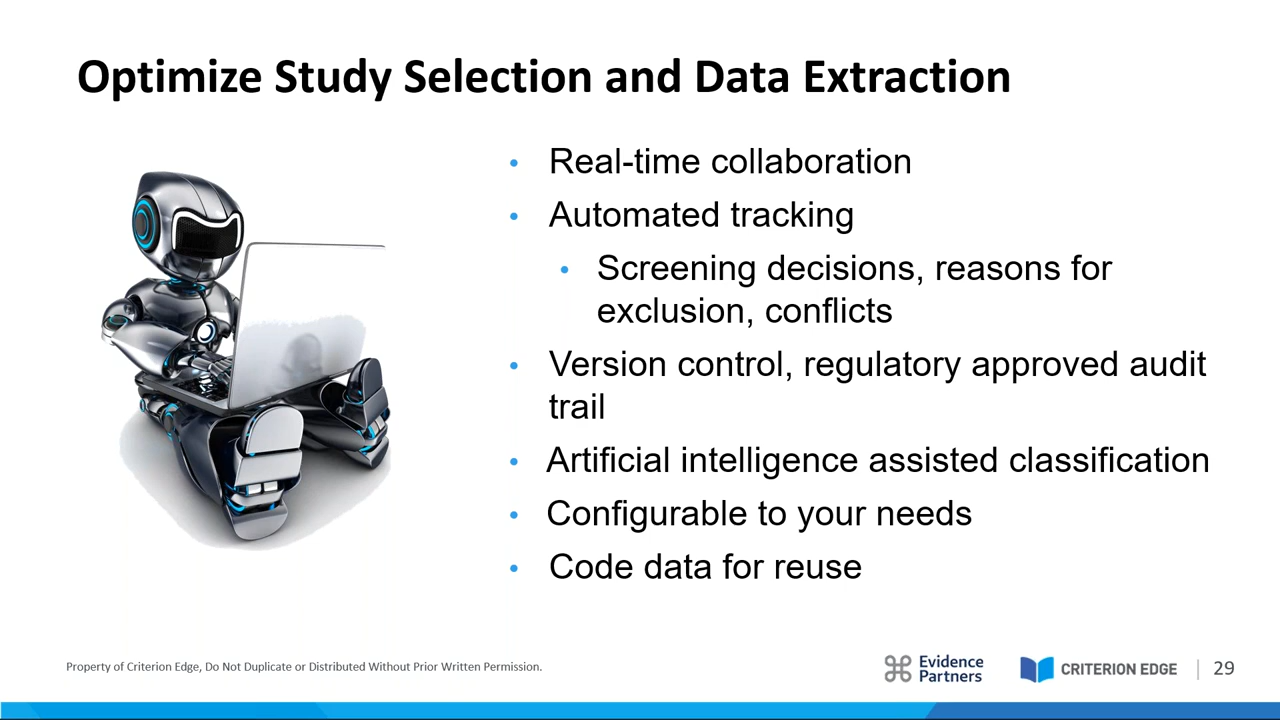 Optimize Study Selection and Data Extraction
• Real-time collaboration
• Automated tracking
• Screening decisions, reasons for
exclusion, conflicts
• Version control, regulatory approved audit
trail
• Artificial intelligence assisted classification
• Configurable to your needs
• Code data for reuse
Property of Criterion Edge, Do Not Duplicate or Distributed Without Prior Written Permission.
Evidence
Partners
CRITERION EDGE
29